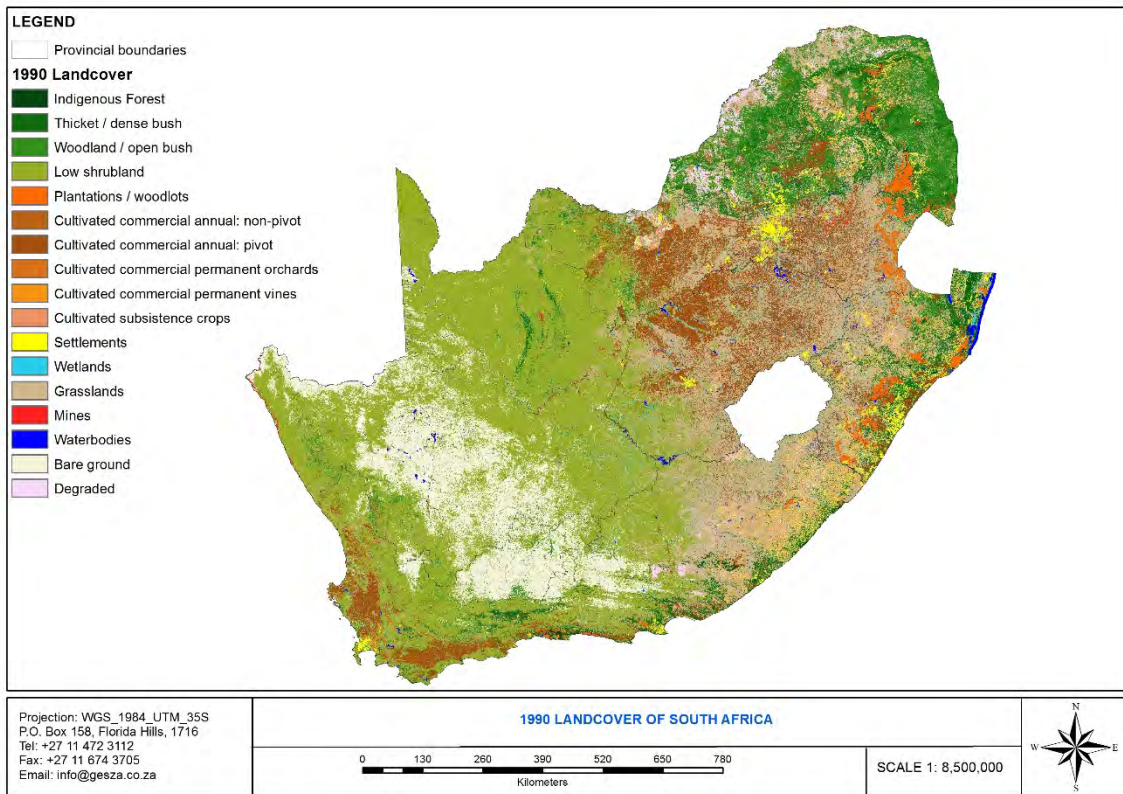 LEGEND
Provincial boundaries
1990 Landcover
Indigenous Forest
Thicket / dense bush
Woodland / open bush
Low shrubland
Plantations / woodlots
Cultivated commercial annual: non-pivot
Cultivated commercial annual: pivot
Cultivated commercial permanent orchards
Cultivated commercial permanent vines
Cultivated subsistence crops
Settlements
Wetlands
Grasslands
Mines
Waterbodies
Bare ground
Degraded
Projection: WGS_1984_UTM_35S
P.O. Box 158, Florida Hills, 1716
Tel: +27 11 472 3112
Fax: +27 11 674 3705
Email: info@gesza.co.za
1990 LANDCOVER OF SOUTH AFRICA
0 130 260 390 520 650 780
Kilometers
SCALE 1: 8,500,000
N
W E
S